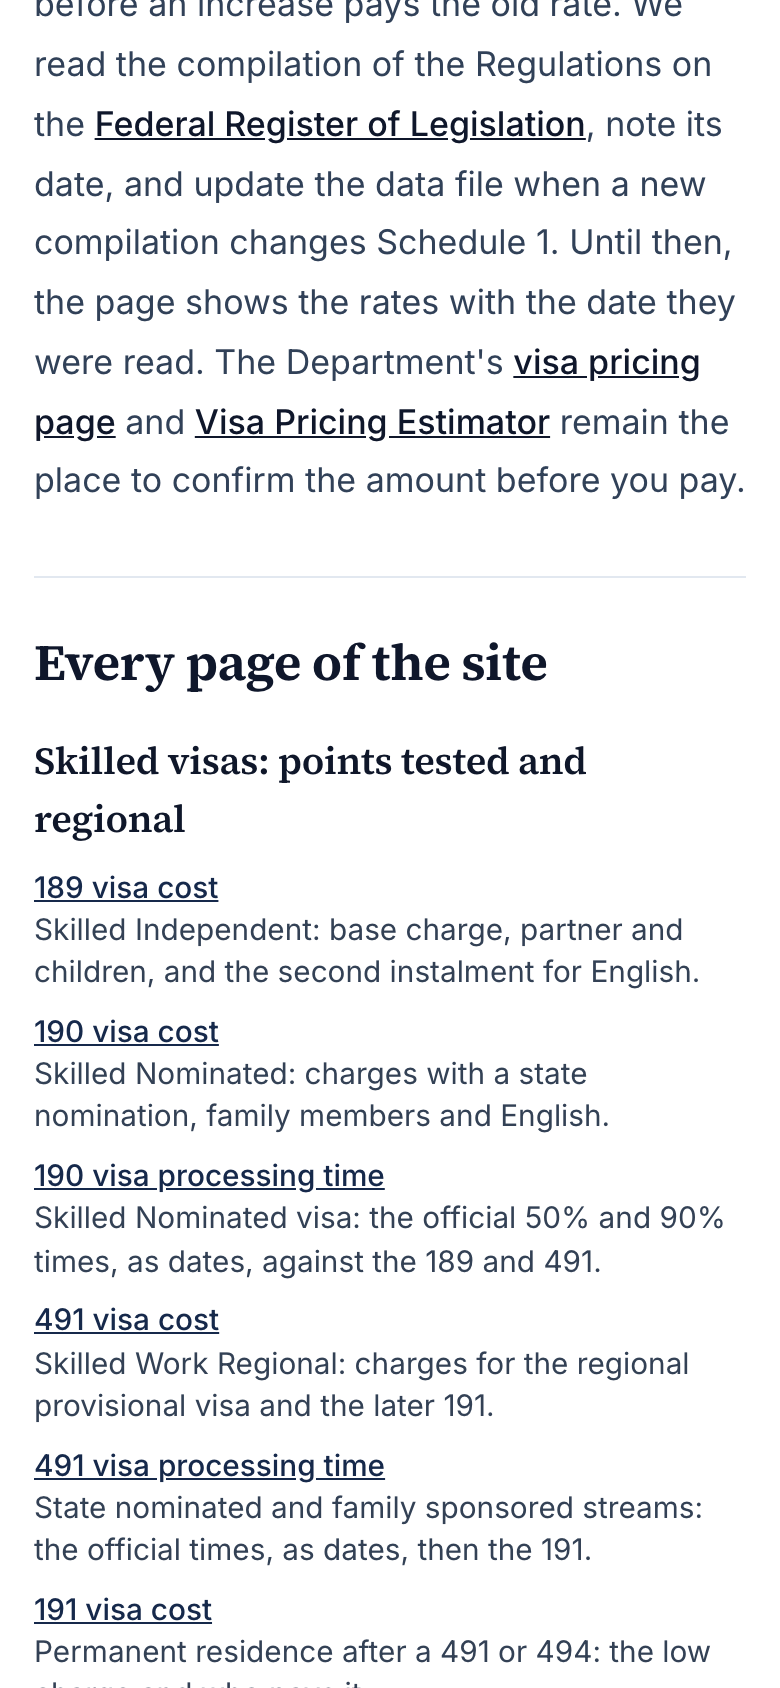 before an increase pays the old rate. We
read the compilation of the Regulations on
the Federal Register of Legislation, note its
date, and update the data file when a new
compilation changes Schedule 1. Until then,
the page shows the rates with the date they
were read. The Department's visa pricing
page and Visa Pricing Estimator remain the
place to confirm the amount before you pay.
Every page of the site
Skilled visas: points tested and
regional
189 visa cost
Skilled Independent: base charge, partner and
children, and the second instalment for English.
190 visa cost
Skilled Nominated: charges with a state
nomination, family members and English.
190 visa processing time
Skilled Nominated visa: the official 50% and 90%
times, as dates, against the 189 and 491.
491 visa cost
Skilled Work Regional: charges for the regional
provisional visa and the later 191.
491 visa processing time
State nominated and family sponsored streams:
the official times, as dates, then the 191.
191 visa cost
Permanent residence after a 491 or 494: the low